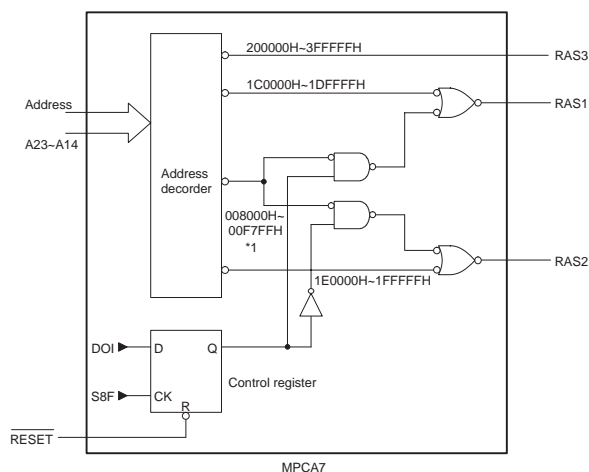 200000H~3FFFFFH
RAS3
1C0000H~1DFFFFH
RAS1
Address
A23~A14
Address
decorder
008000H~
00F7FFH
*1
1E0000H~1FFFFFH
RAS2
DOI
D
Q
Control register
S8F
CK
R
RESET
MPCA7